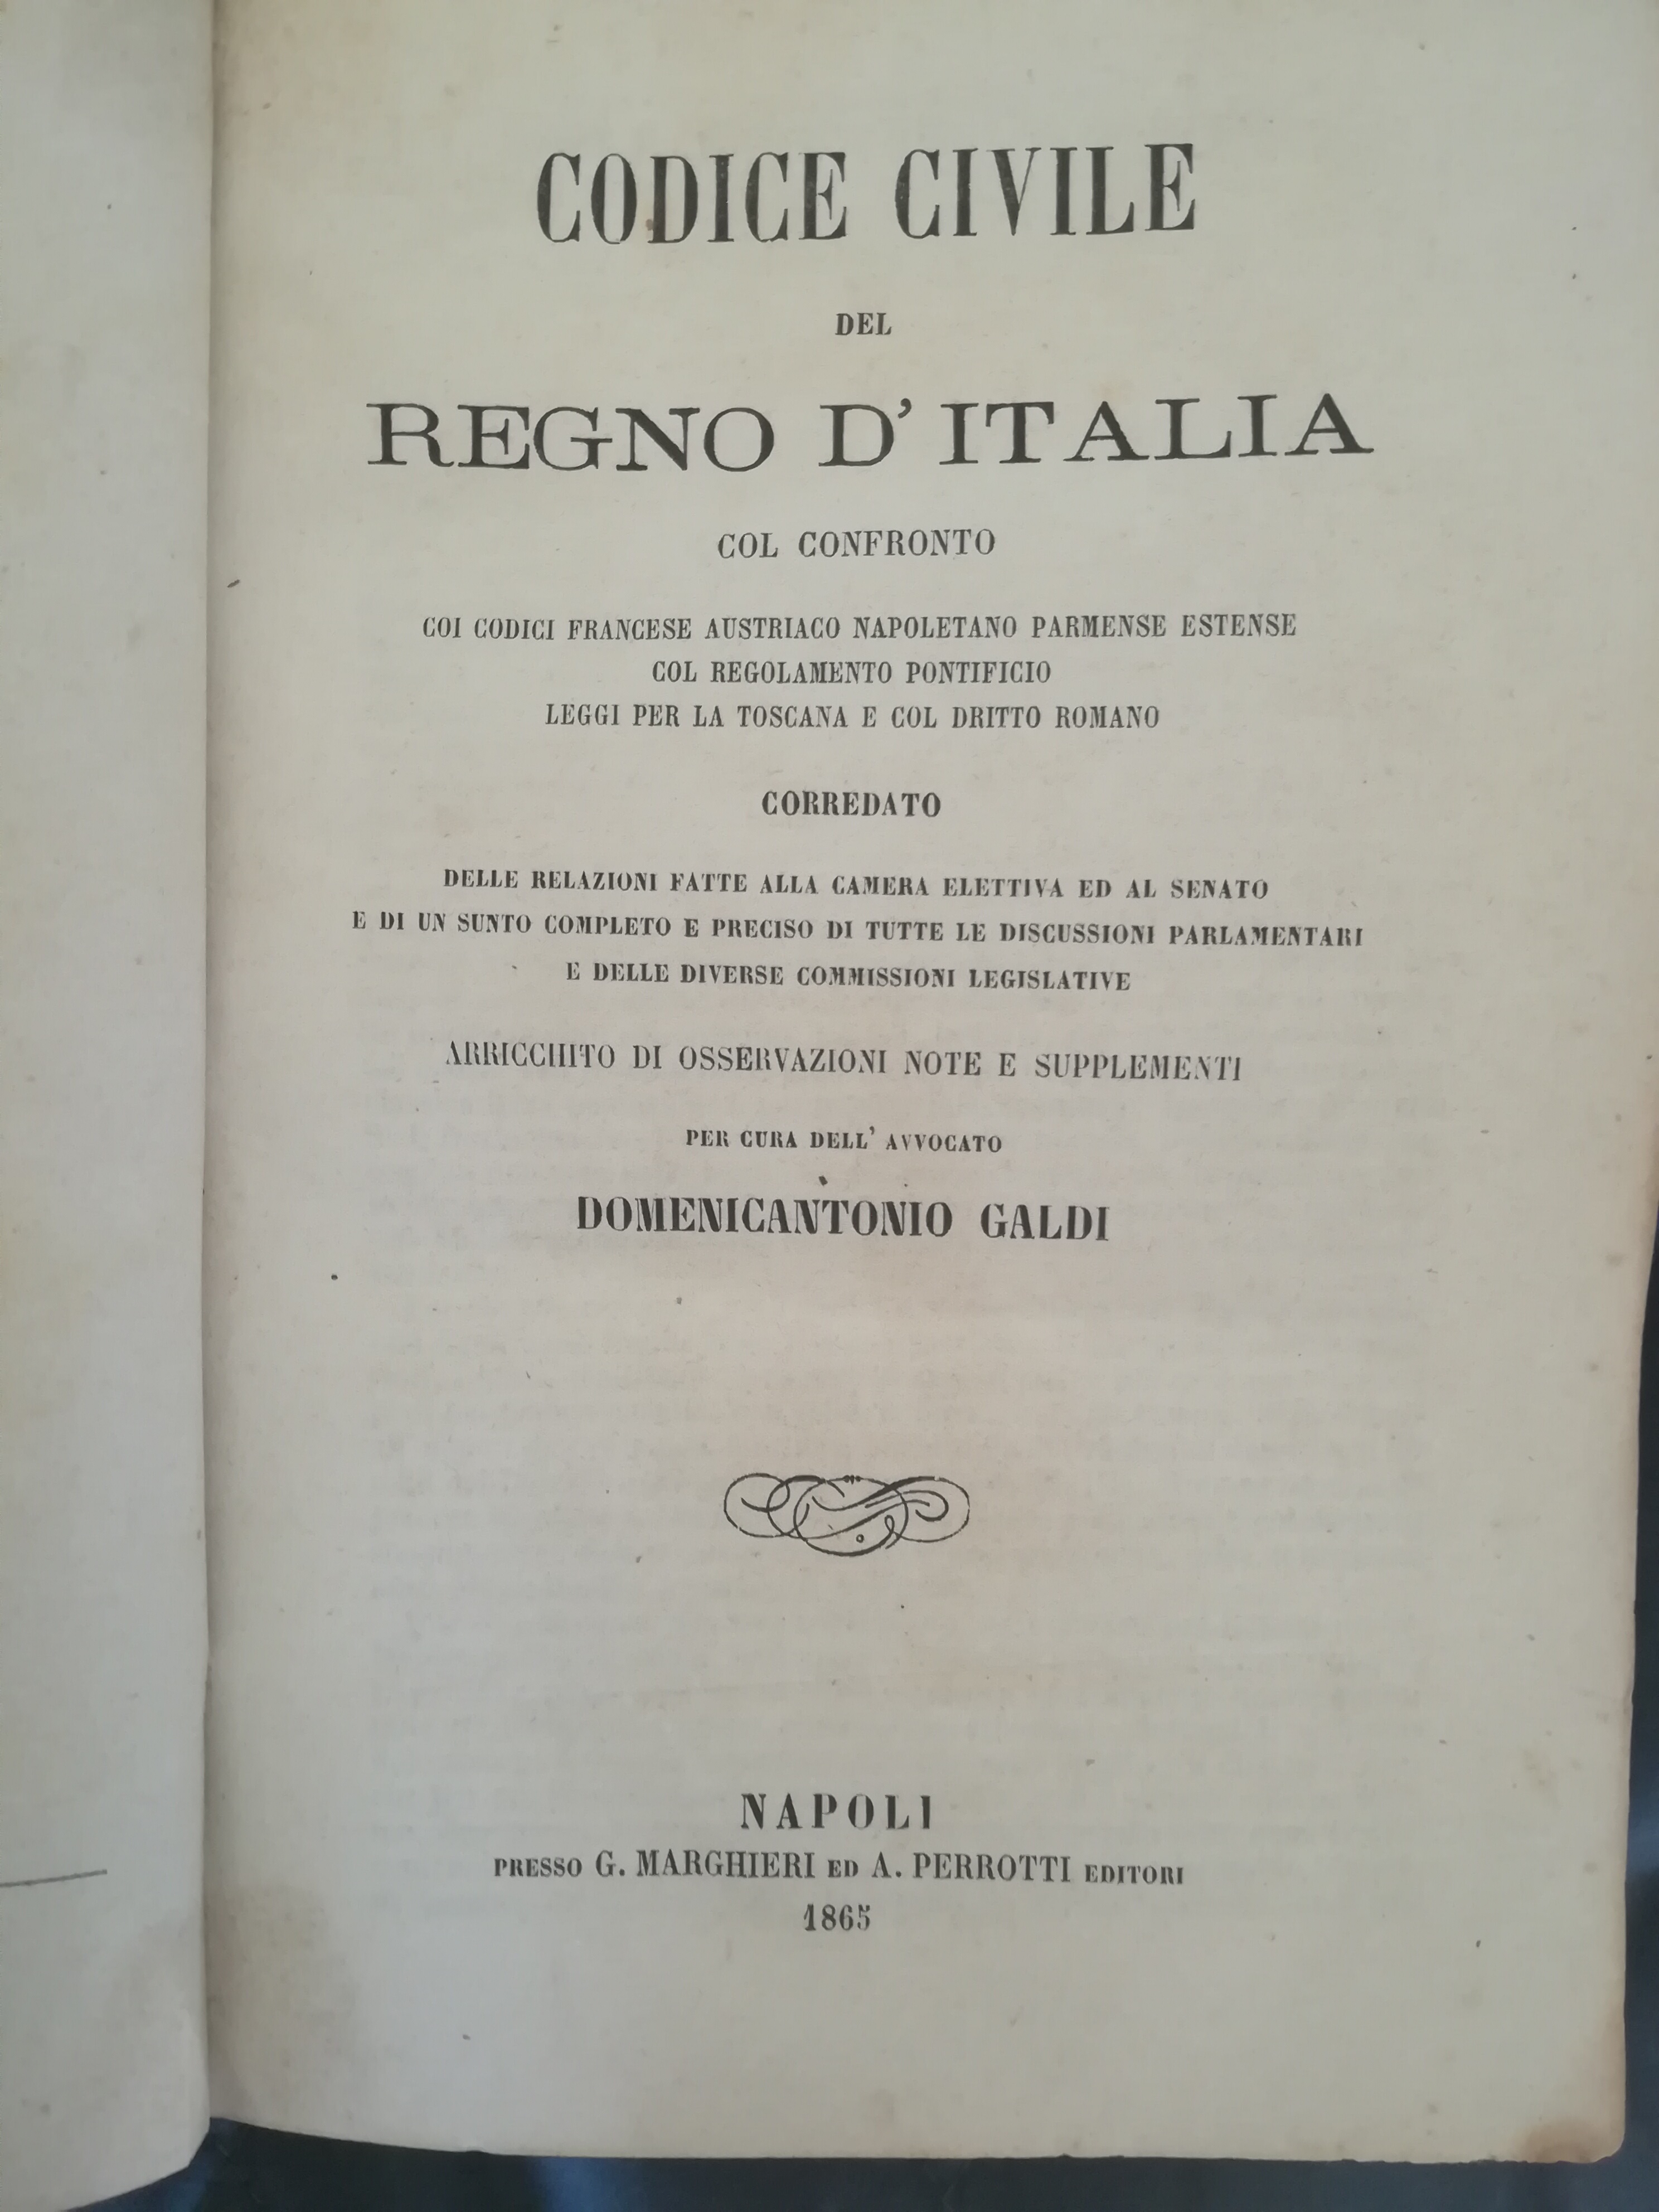 CODICE CIVILE
DEL
REGNO D'ITALIA
COL CONFRONTO
COI CODICI FRANCESE AUSTRIACO NAPOLETANO PARMENSE ESTENSE
COL REGOLAMENTO PONTIFICIO
LEGGI PER LA TOSCANA E COL DRITTO ROMANO
CORREDATO
DELLE RELAZIONI FATTE ALLA CAMERA ELETTIVA ED AL SENATO
E DI UN SUNTO COMPLETO E PRECISO DI TUTTE LE DISCUSSIONI PARLAMENTARI
E DELLE DIVERSE COMMISSIONI LEGISLATIVE
ARRICCHITO DI OSSERVAZIONI NOTE E SUPPLEMENTI
PER CURA DELL' AVVOCATO
DOMENICANTONIO GALDI
NAPOLI
PRESSO G. MARGHIERI ED A. PERROTTI EDITORI
1865